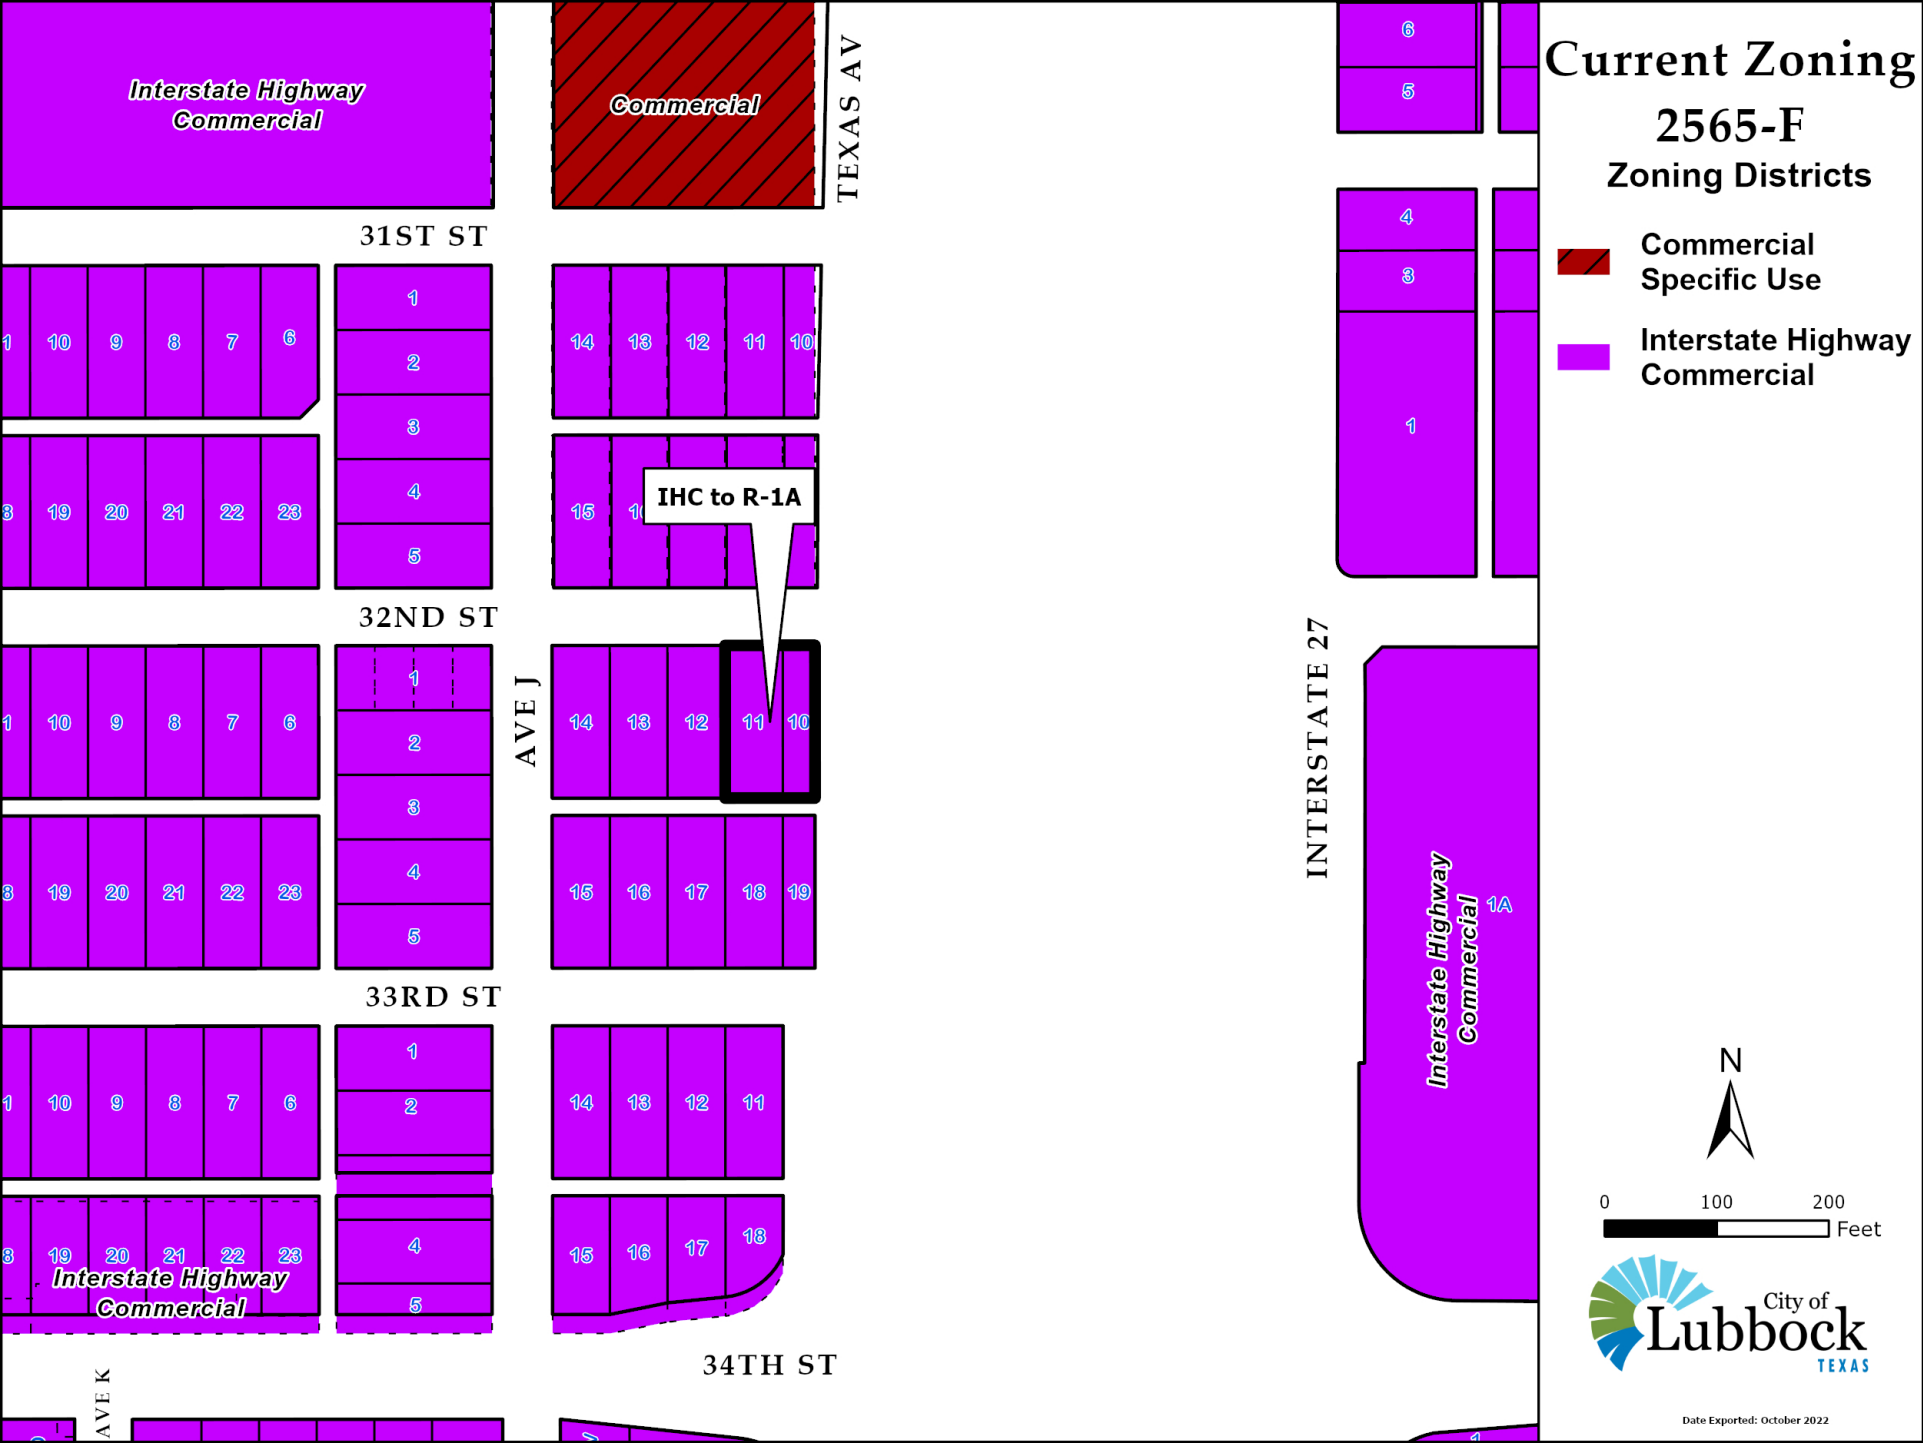 Current Zoning
2565-F
Zoning Districts
Commercial
Specific Use
Interstate Highway
Commercial
Interstate Highway
Commercial
Commercial
TEXAS AV
6
5
31ST ST
4
3
1
1 10 9 8 7 6
1
2
3
4
5
14 13 12 11 10
8 19 20 21 22 23
15
IHC to R-1A
32ND ST
1 10 9 8 7 6
1
2
3
4
5
AVE J
14 13 12 11 10
INTERSTATE 27
8 19 20 21 22 23
15 16 17 18 19
Interstate Highway
Commercial
1A
33RD ST
1 10 9 8 7 6
1
2
14 13 12 11
8 19 20 21 22 23
Interstate Highway
Commercial
4
5
15 16 17 18
34TH ST
AVE K
1
N
0 100 200
Feet
City of
Lubbock
TEXAS
Date Exported: October 2022